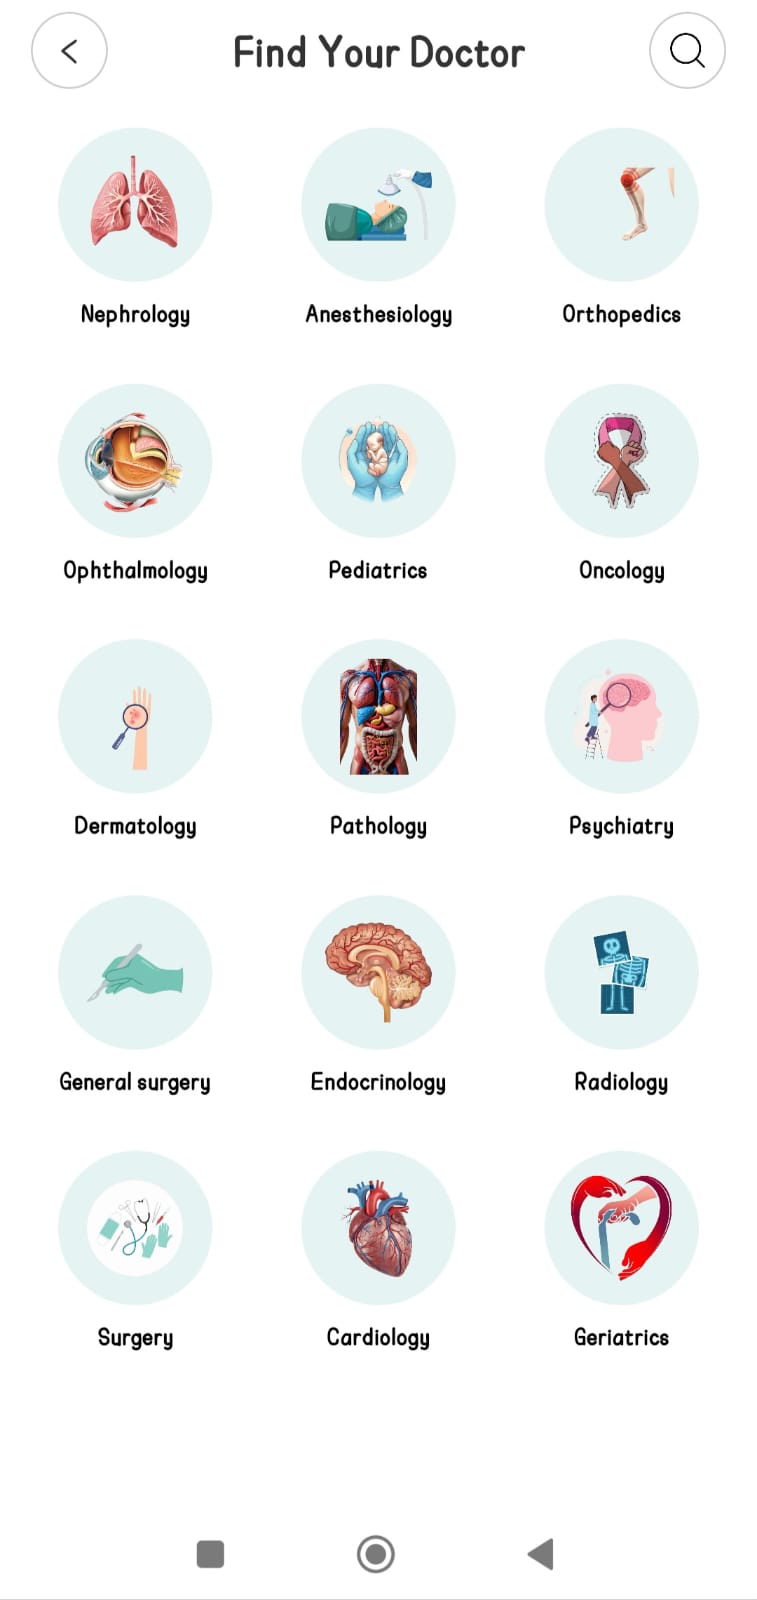 Find Your Doctor
Nephrology
Anesthesiology
Orthopedics
Ophthalmology
Pediatrics
Oncology
Dermatology
Pathology
Psychiatry
General surgery
Endocrinology
Radiology
Surgery
Cardiology
Geriatrics